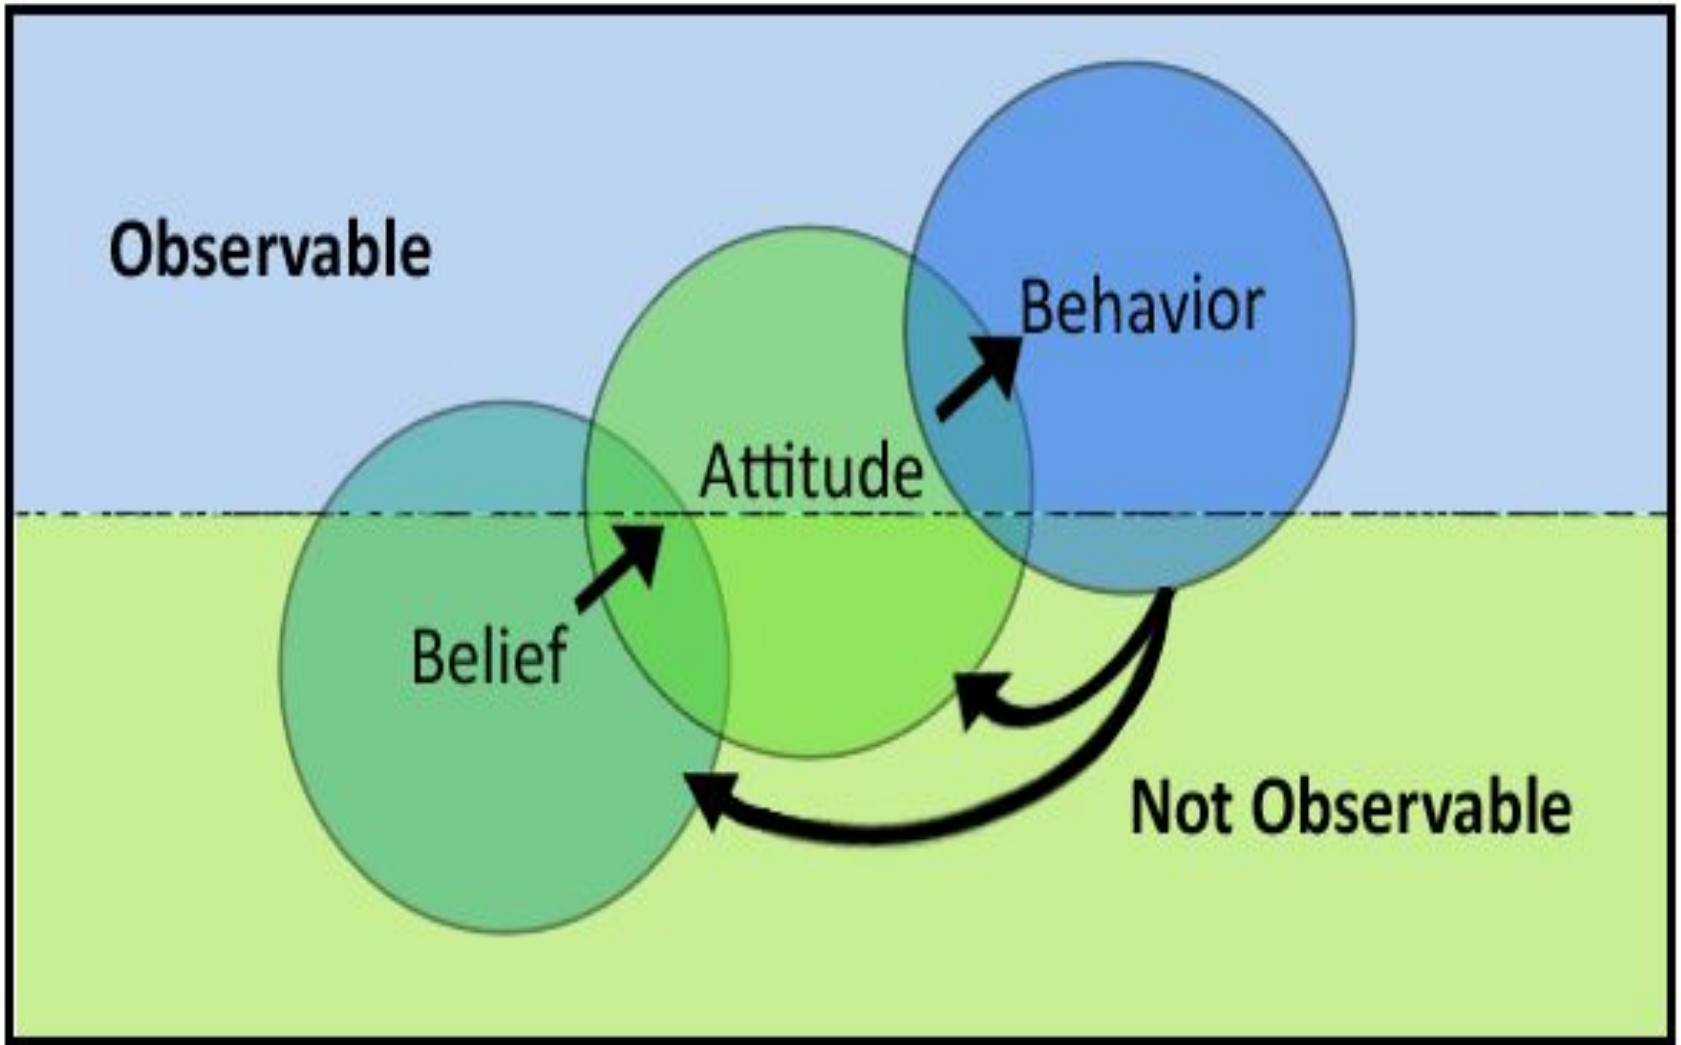 Observable
Behavior
Attitude
Belief
Not Observable